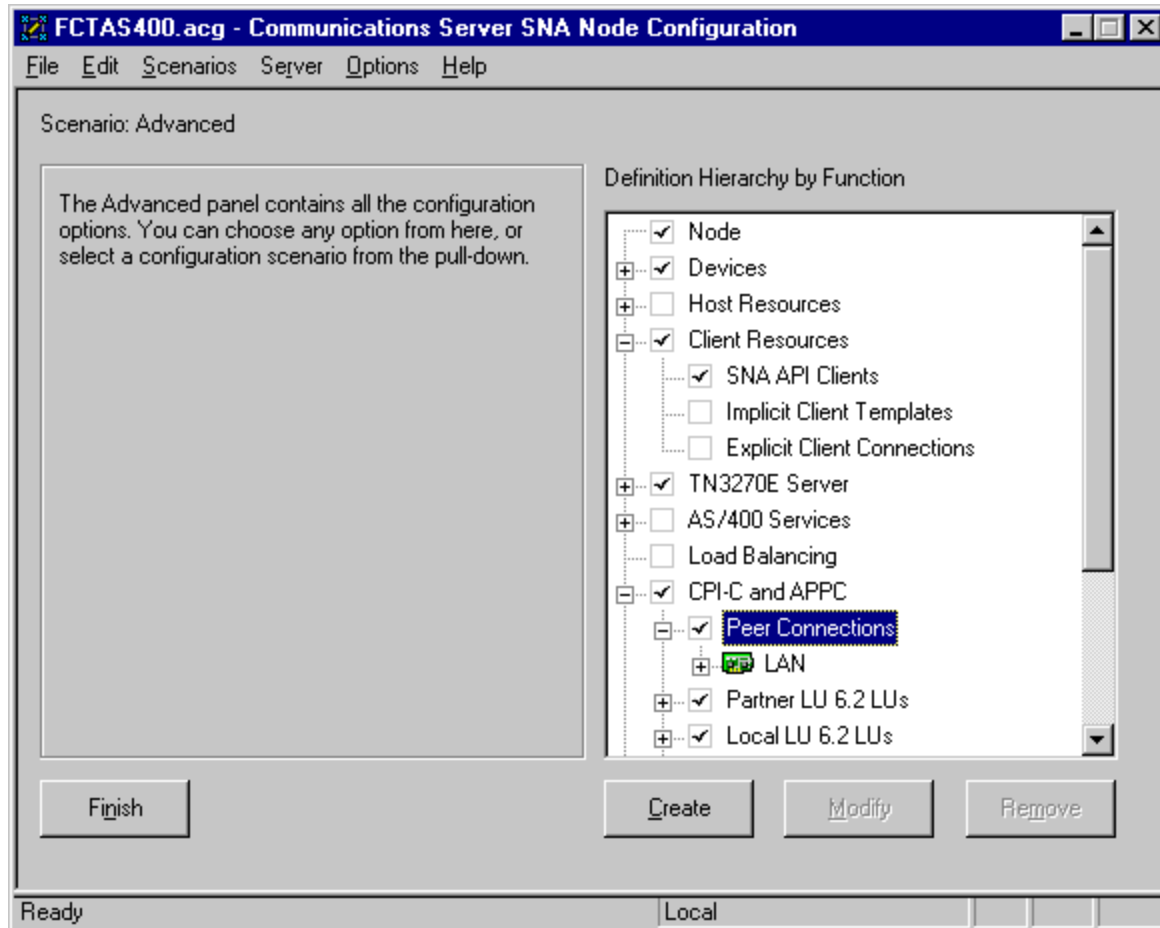 FCTAS400.acg - Communications Server SNA Node Configuration
File Edit Scenarios Server Options Help
Scenario: Advanced
The Advanced panel contains all the configuration
options. You can choose any option from here, or
select a configuration scenario from the pull-down.
Definition Hierarchy by Function
Node
Devices
Host Resources
Client Resources
SNA API Clients
Implicit Client Templates
Explicit Client Connections
TN3270E Server
AS/400 Services
Load Balancing
CPI-C and APPC
Peer Connections
LAN
Partner LU 6.2 LUs
Local LU 6.2 LUs
Finish
Create Modify Remove
Ready Local